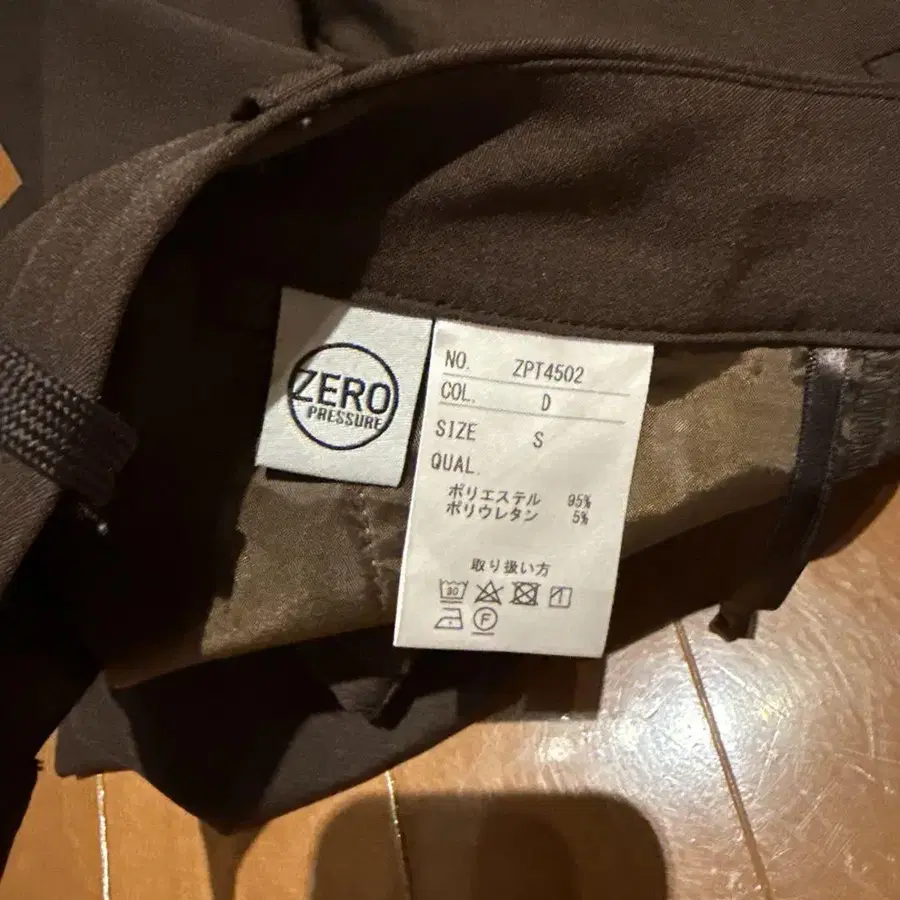 ZERO
PRESSURE
NO. ZPT4502
COL. D
SIZE S
QUAL.
ポリエステル 95%
ポリウレタン 5%
取り扱い方
30
F